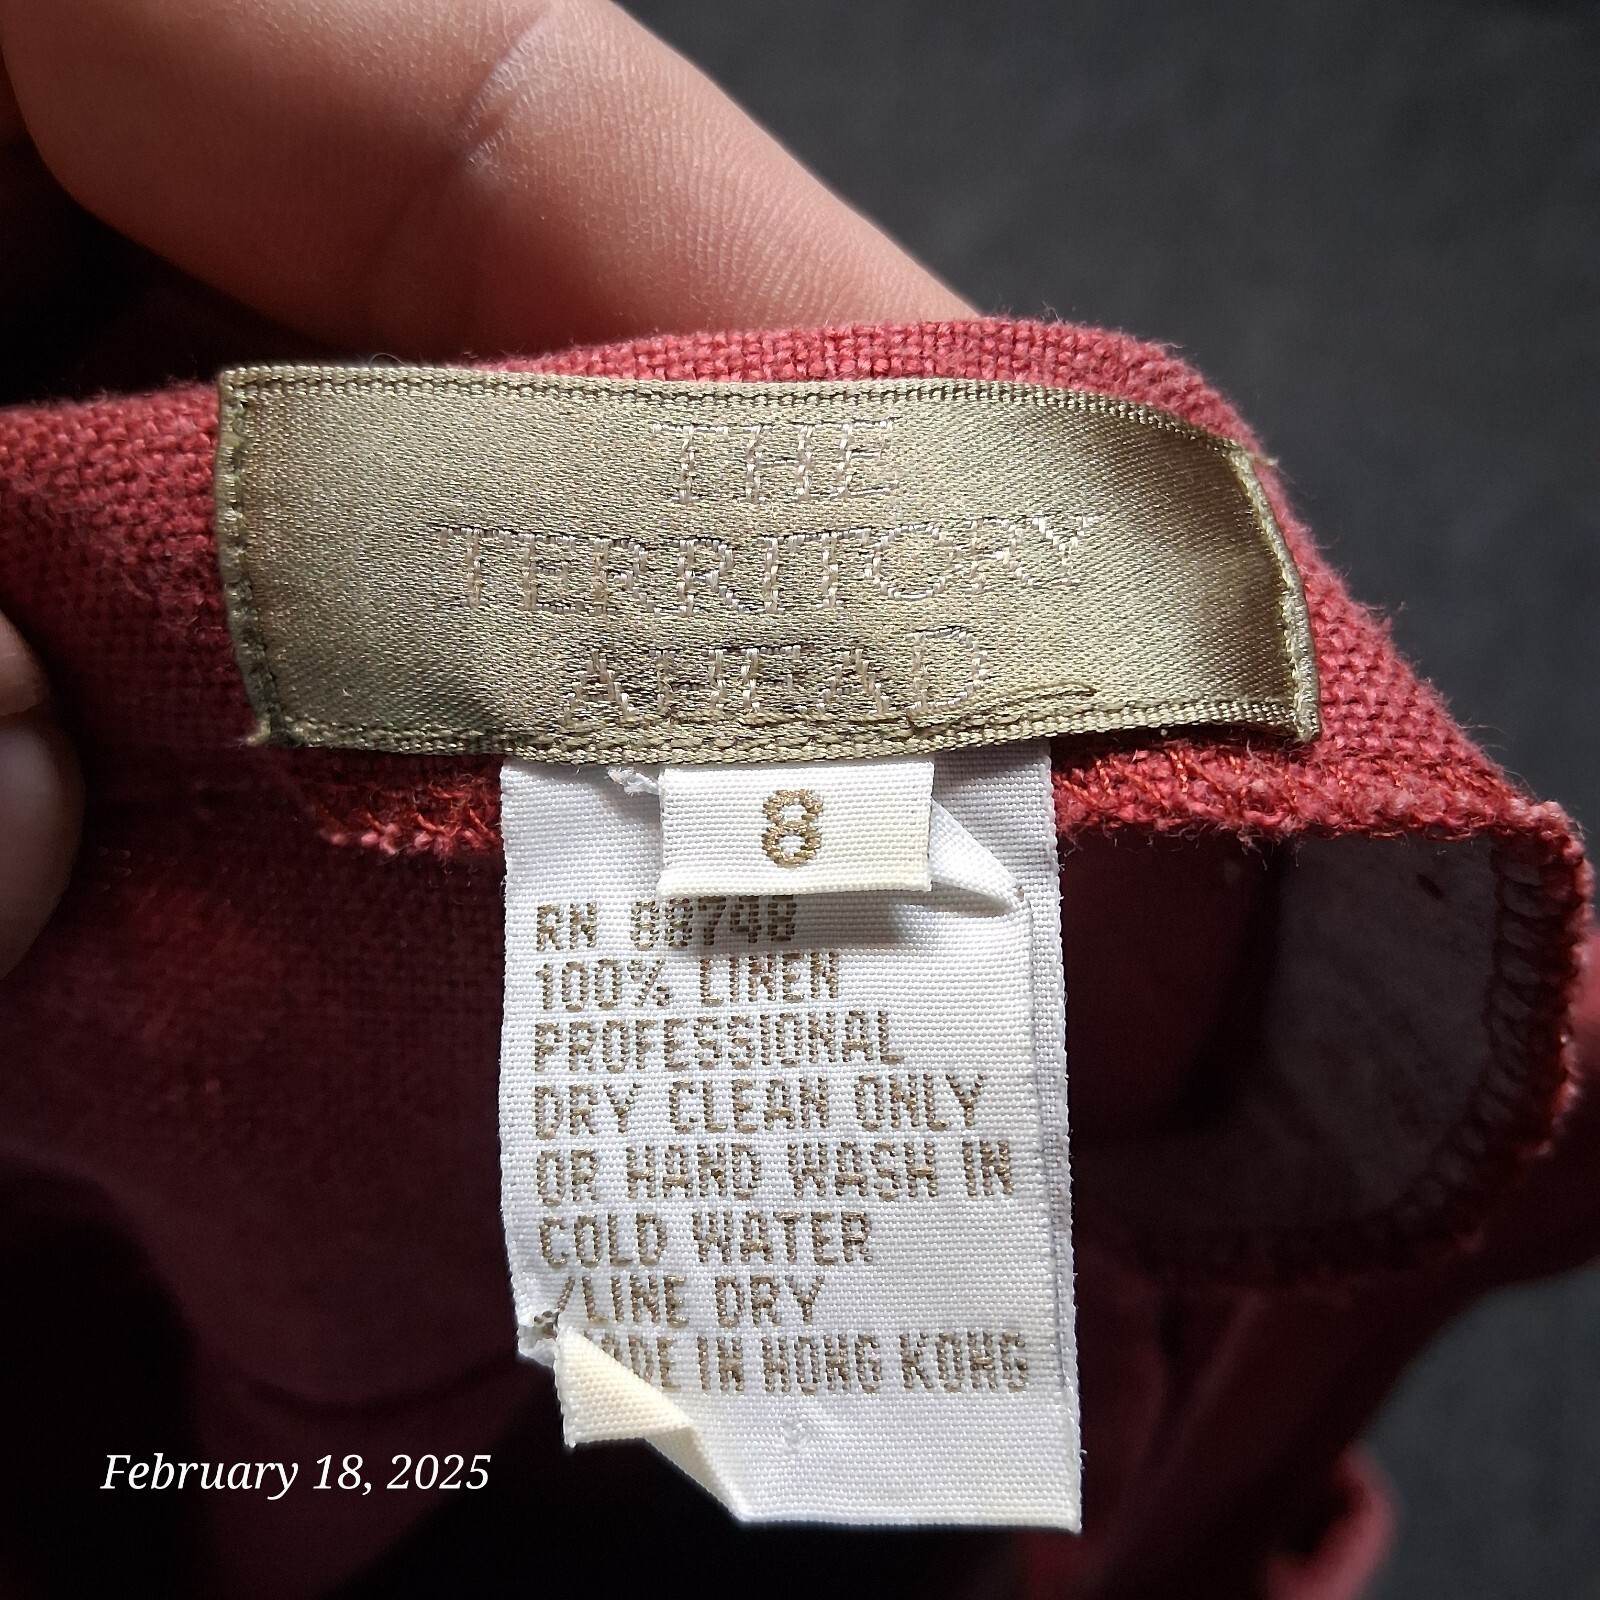 THE
TERRITORY
AHEAD
8
RN 86748
100% LINEN
PROFESSIONAL
DRY CLEAN ONLY
OR HAND WASH IN
COLD WATER
/LINE DRY
MADE IN HONG KONG
February 18, 2025